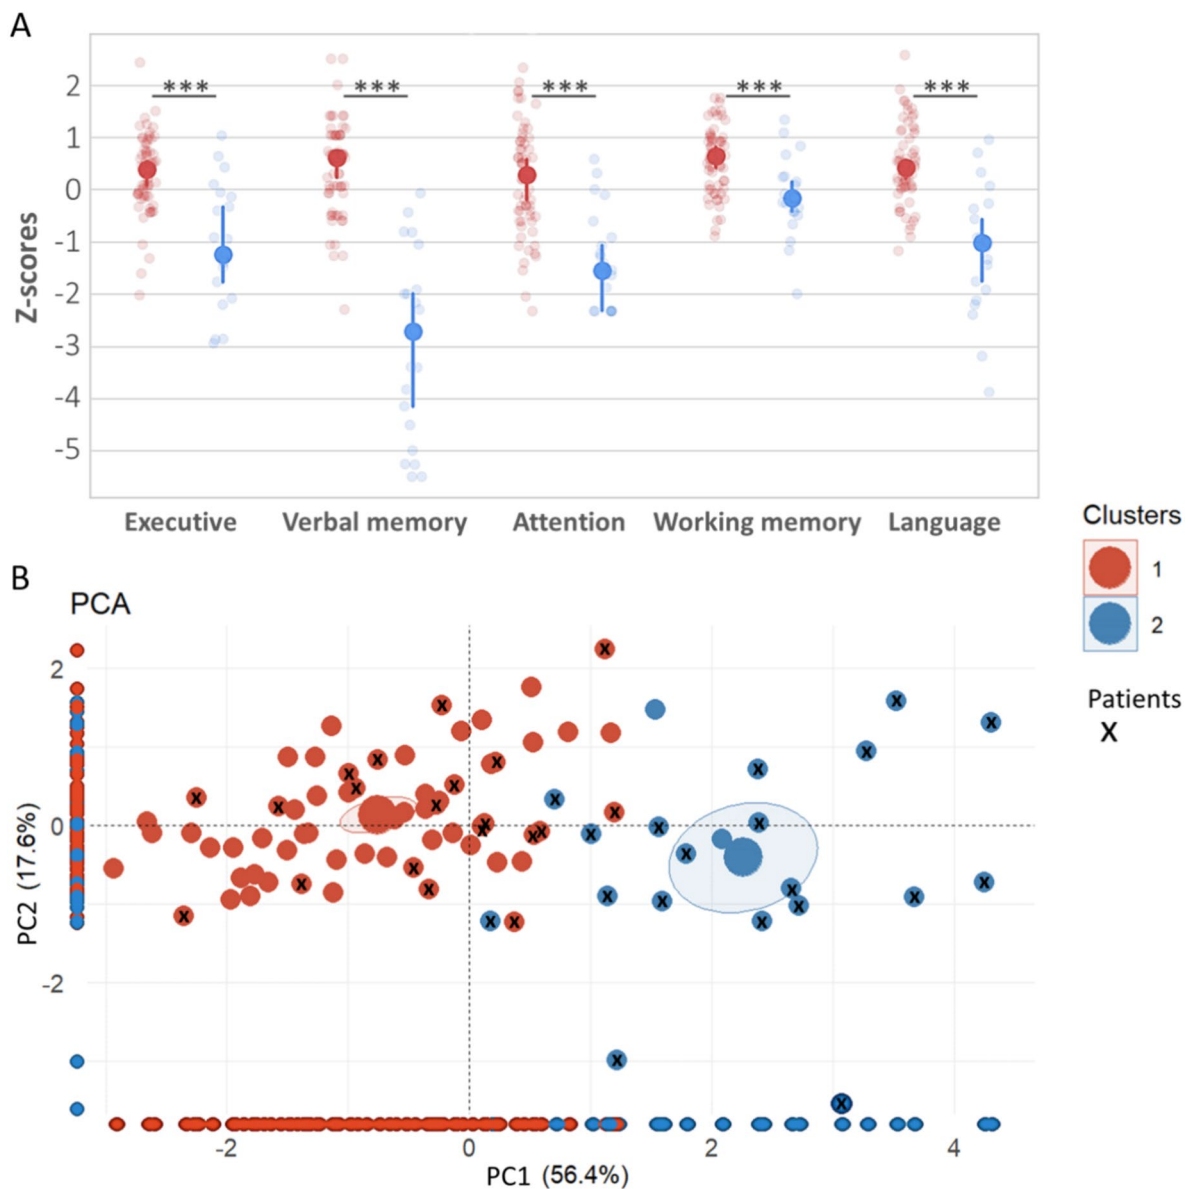 A
2
1
0
-1
-2
-3
-4
-5
Z-scores
*** *** *** *** ***
Executive Verbal memory Attention Working memory Language
Clusters
1
2
Patients
X
B
PCA
2
0
-2
PC2 (17.6%)
x x x x x x x x x x x x x x x x x x x x x x x x x x x x x x x x x x x x x x x
-2 0 2 4
PC1 (56.4%)